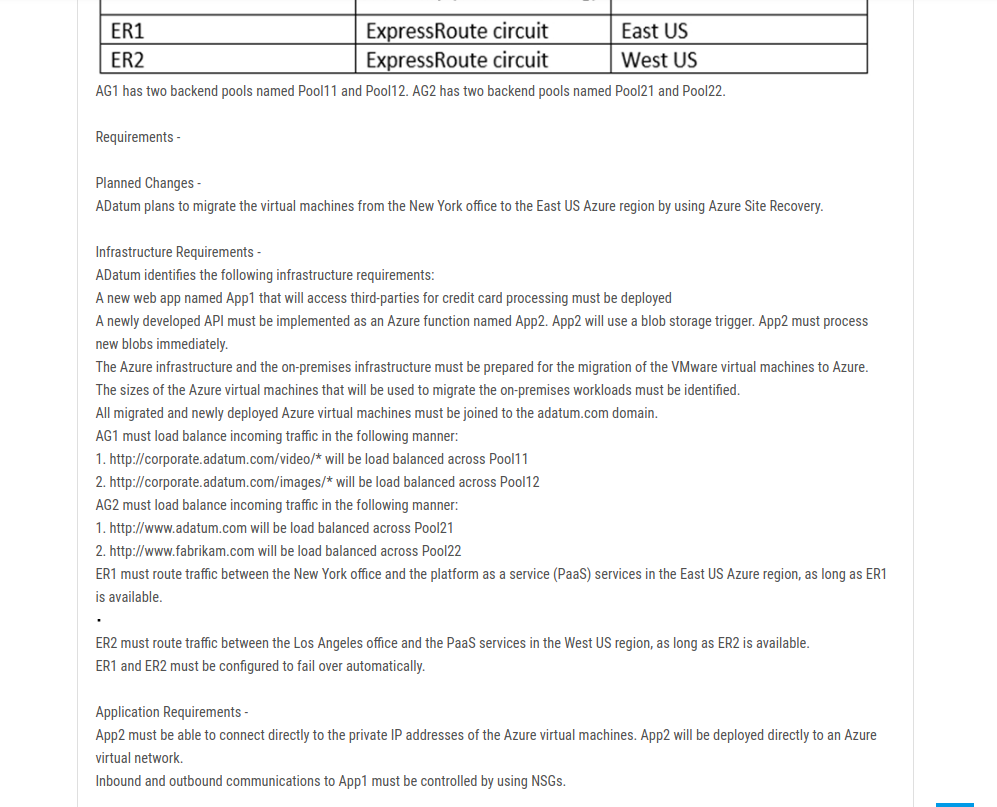 ER1 ExpressRoute circuit East US
ER2 ExpressRoute circuit West US
AG1 has two backend pools named Pool11 and Pool12. AG2 has two backend pools named Pool21 and Pool22.
Requirements -
Planned Changes -
ADatum plans to migrate the virtual machines from the New York office to the East US Azure region by using Azure Site Recovery.
Infrastructure Requirements -
ADatum identifies the following infrastructure requirements:
A new web app named App1 that will access third-parties for credit card processing must be deployed
A newly developed API must be implemented as an Azure function named App2. App2 will use a blob storage trigger. App2 must process
new blobs immediately.
The Azure infrastructure and the on-premises infrastructure must be prepared for the migration of the VMware virtual machines to Azure.
The sizes of the Azure virtual machines that will be used to migrate the on-premises workloads must be identified.
All migrated and newly deployed Azure virtual machines must be joined to the adatum.com domain.
AG1 must load balance incoming traffic in the following manner:
1. http://corporate.adatum.com/video/* will be load balanced across Pool11
2. http://corporate.adatum.com/images/* will be load balanced across Pool12
AG2 must load balance incoming traffic in the following manner:
1. http://www.adatum.com will be load balanced across Pool21
2. http://www.fabrikam.com will be load balanced across Pool22
ER1 must route traffic between the New York office and the platform as a service (PaaS) services in the East US Azure region, as long as ER1
is available.
▪
ER2 must route traffic between the Los Angeles office and the PaaS services in the West US region, as long as ER2 is available.
ER1 and ER2 must be configured to fail over automatically.
Application Requirements -
App2 must be able to connect directly to the private IP addresses of the Azure virtual machines. App2 will be deployed directly to an Azure
virtual network.
Inbound and outbound communications to App1 must be controlled by using NSGs.